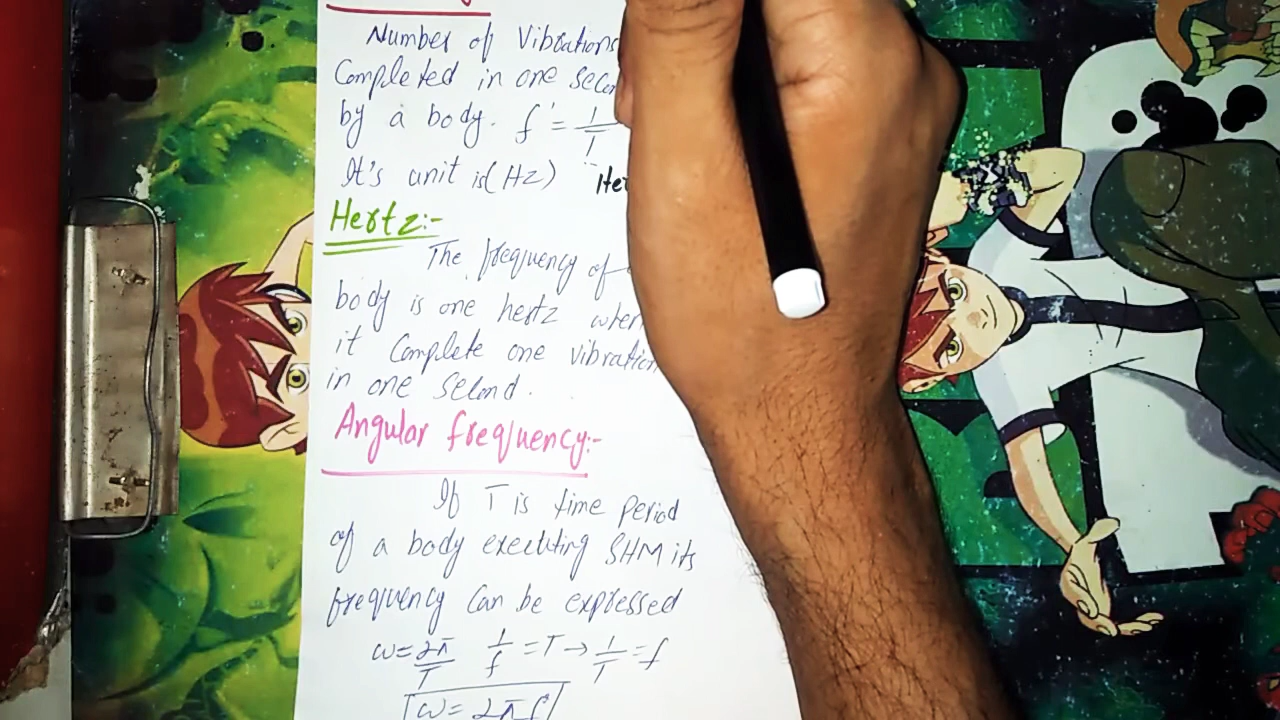 Number of Vibrations
Completed in one
by a body. f = 1/T
It's unit is (Hz)
Hertz:-
The frequency of
body is one hertz when
it Complete one vibration
in one Second.
Angular frequency:-
If T is time period
of a body executing SHM its
frequency can be expressed
ω = 2π/T 1/f = T → 1/T = f
ω = 2πf